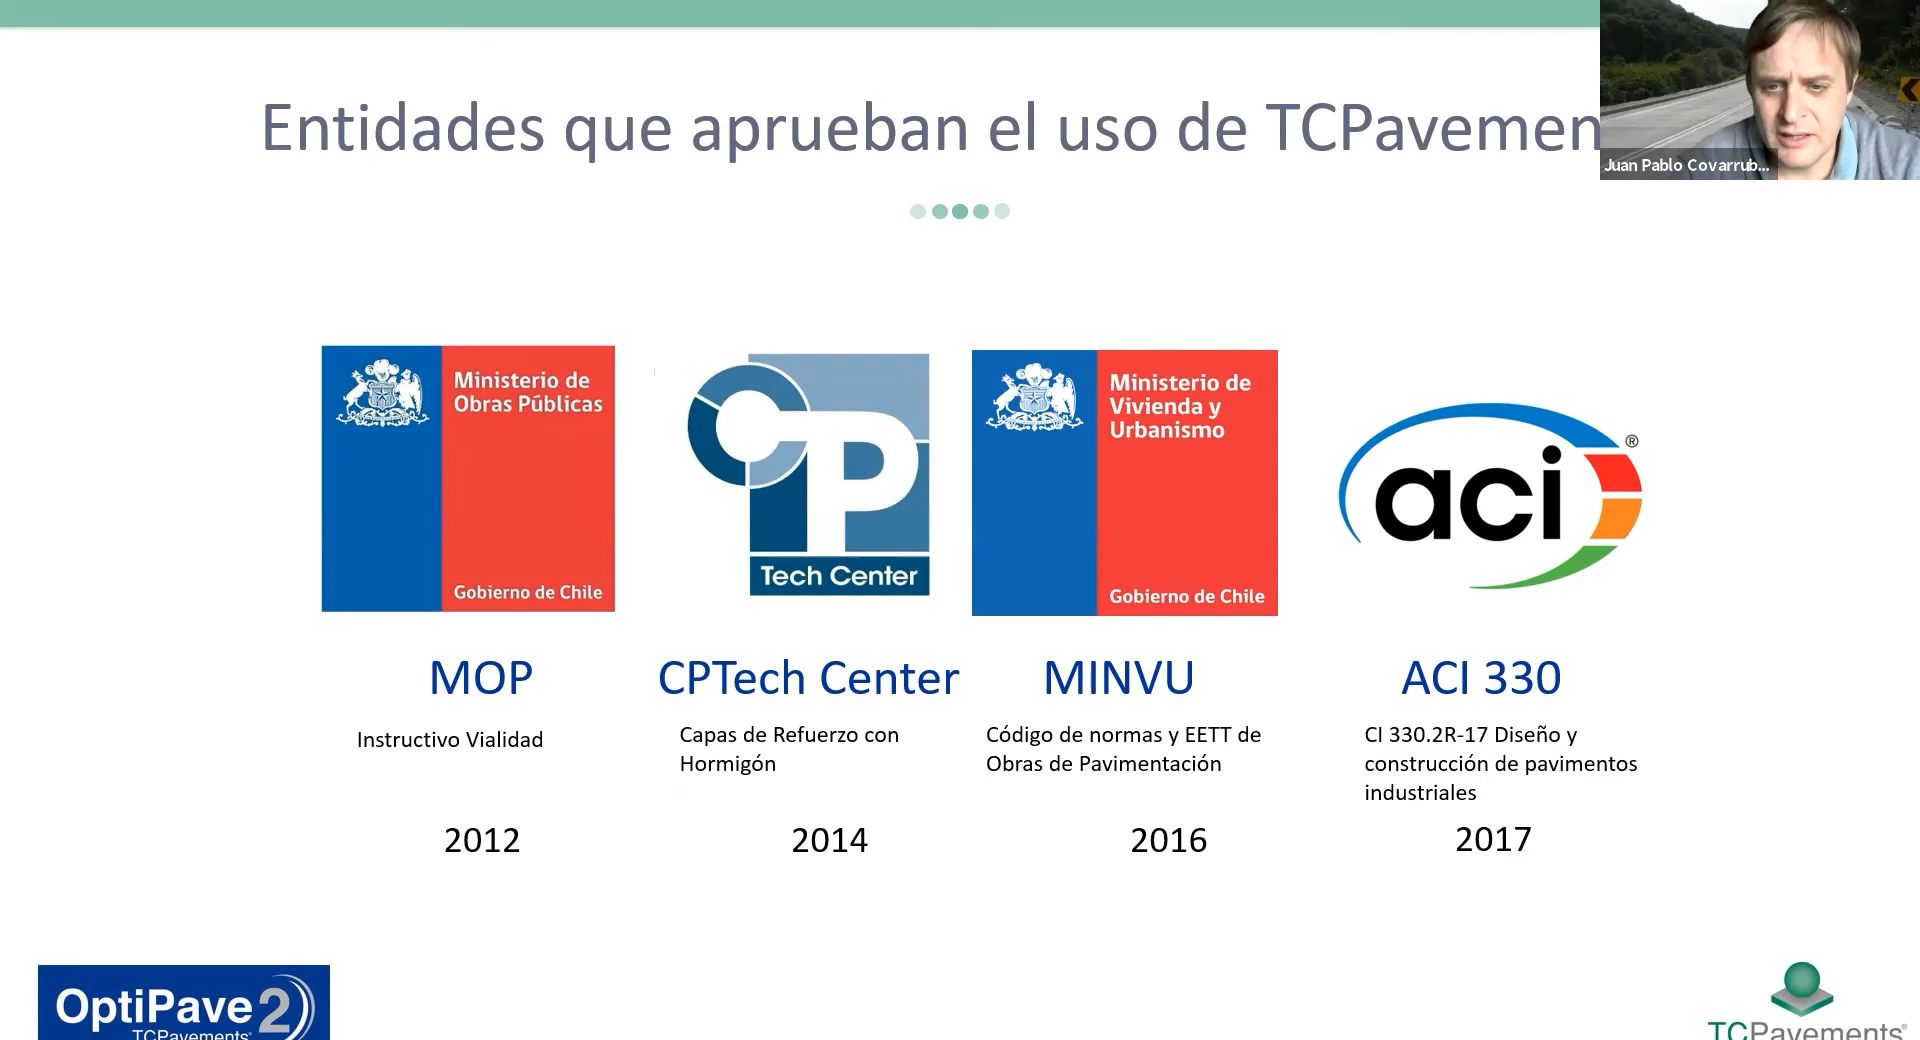 Entidades que aprueban el uso de TCPavemen
Juan Pablo Covarrub...
Ministerio de
Obras Públicas
Gobierno de Chile
CP
Tech Center
Ministerio de
Vivienda y
Urbanismo
Gobierno de Chile
aci®
MOP
CPTech Center
MINVU
ACI 330
Instructivo Vialidad
Capas de Refuerzo con
Hormigón
Código de normas y EETT de
Obras de Pavimentación
CI 330.2R-17 Diseño y
construcción de pavimentos
industriales
2012
2014
2016
2017
OptiPave2
TCPavements®
TCPavements®